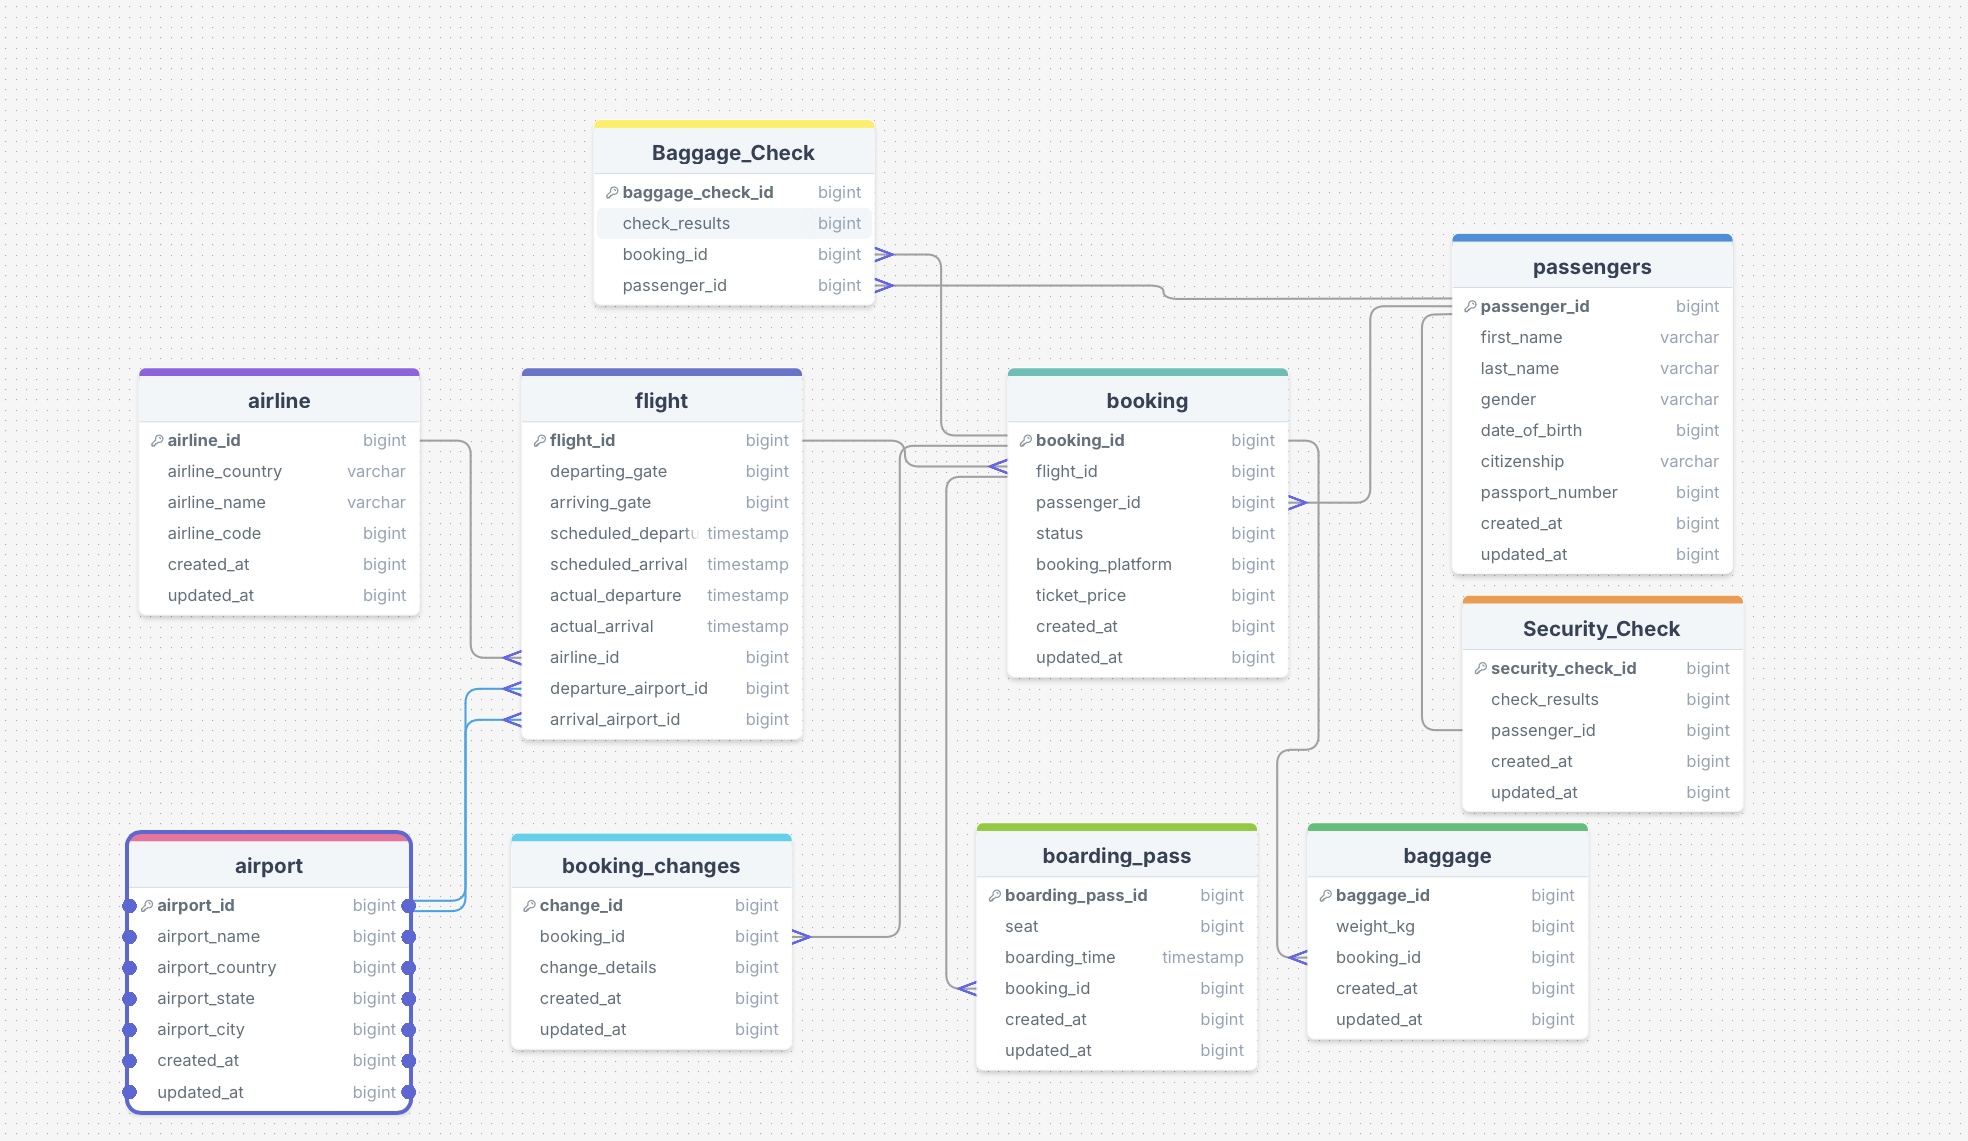 Baggage_Check
baggage_check_id bigint
check_results bigint
booking_id bigint
passenger_id bigint
passengers
passenger_id bigint
first_name varchar
last_name varchar
gender varchar
date_of_birth bigint
citizenship varchar
passport_number bigint
created_at bigint
updated_at bigint
airline
airline_id bigint
airline_country varchar
airline_name varchar
airline_code bigint
created_at bigint
updated_at bigint
flight
flight_id bigint
departing_gate bigint
arriving_gate bigint
scheduled_departu timestamp
scheduled_arrival timestamp
actual_departure timestamp
actual_arrival timestamp
airline_id bigint
departure_airport_id bigint
arrival_airport_id bigint
booking
booking_id bigint
flight_id bigint
passenger_id bigint
status bigint
booking_platform bigint
ticket_price bigint
created_at bigint
updated_at bigint
Security_Check
security_check_id bigint
check_results bigint
passenger_id bigint
created_at bigint
updated_at bigint
airport
airport_id bigint
airport_name bigint
airport_country bigint
airport_state bigint
airport_city bigint
created_at bigint
updated_at bigint
booking_changes
change_id bigint
booking_id bigint
change_details bigint
created_at bigint
updated_at bigint
boarding_pass
boarding_pass_id bigint
seat bigint
boarding_time timestamp
booking_id bigint
created_at bigint
updated_at bigint
baggage
baggage_id bigint
weight_kg bigint
booking_id bigint
created_at bigint
updated_at bigint